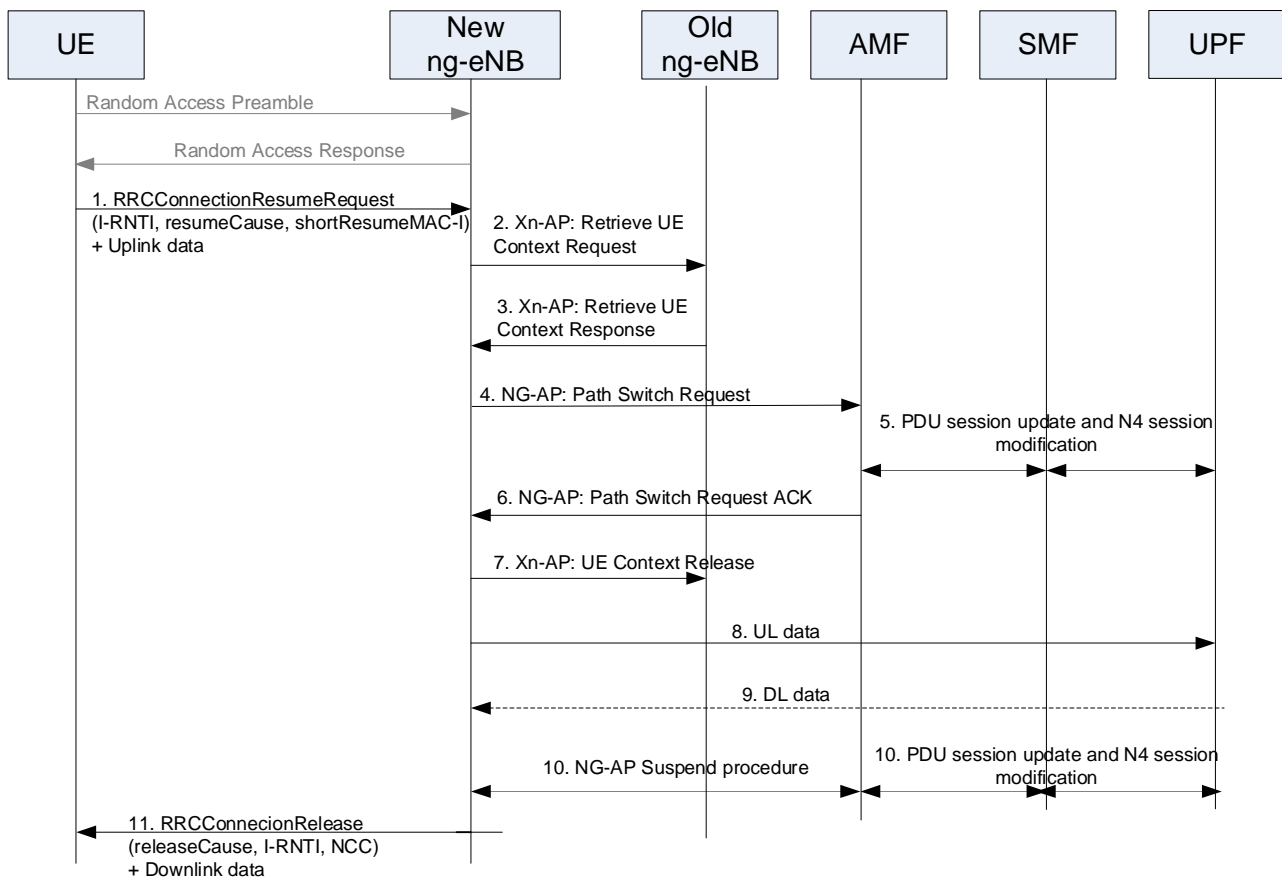 UE
New
ng-eNB
Old
ng-eNB
AMF
SMF
UPF
Random Access Preamble
Random Access Response
1. RRCConnectionResumeRequest
(I-RNTI, resumeCause, shortResumeMAC-I)
+ Uplink data
2. Xn-AP: Retrieve UE
Context Request
3. Xn-AP: Retrieve UE
Context Response
4. NG-AP: Path Switch Request
5. PDU session update and N4 session
modification
6. NG-AP: Path Switch Request ACK
7. Xn-AP: UE Context Release
8. UL data
9. DL data
10. NG-AP Suspend procedure
10. PDU session update and N4 session
modification
11. RRCConnecionRelease
(releaseCause, I-RNTI, NCC)
+ Downlink data